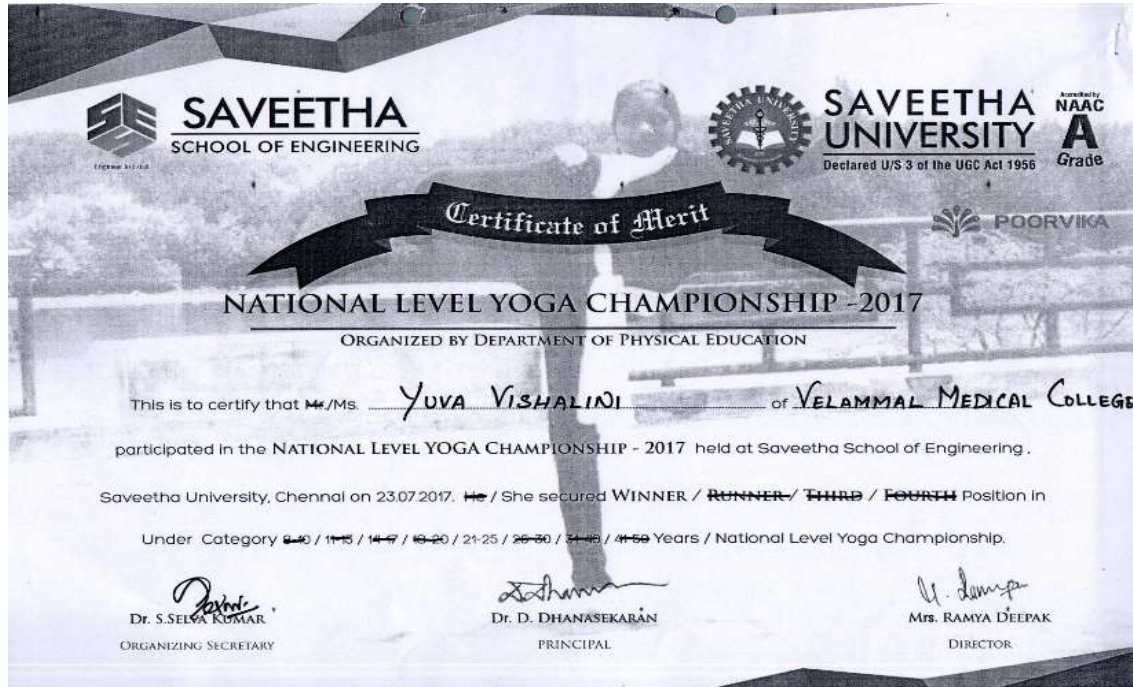 SAVEETHA
SCHOOL OF ENGINEERING
SAVEETHA
UNIVERSITY
Declared U/S 3 of the UGC Act 1956
Accredited by
NAAC
A
Grade
POORVIKA
Certificate of Merit
NATIONAL LEVEL YOGA CHAMPIONSHIP -2017
ORGANIZED BY DEPARTMENT OF PHYSICAL EDUCATION
This is to certify that Mr./Ms. YUVA VISHALINI of VELAMMAL MEDICAL COLLEGE
participated in the NATIONAL LEVEL YOGA CHAMPIONSHIP - 2017 held at Saveetha School of Engineering,
Saveetha University, Chennai on 23.07.2017. He / She secured WINNER / RUNNER / THIRD / FOURTH Position in
Under Category 8-10 / 11-13 / 14-17 / 18-20 / 21-25 / 26-30 / 31-40 / 41-50 Years / National Level Yoga Championship.
Dr. S.SELVA KUMAR
ORGANIZING SECRETARY
Dr. D. DHANASEKARAN
PRINCIPAL
Mrs. RAMYA DEEPAK
DIRECTOR